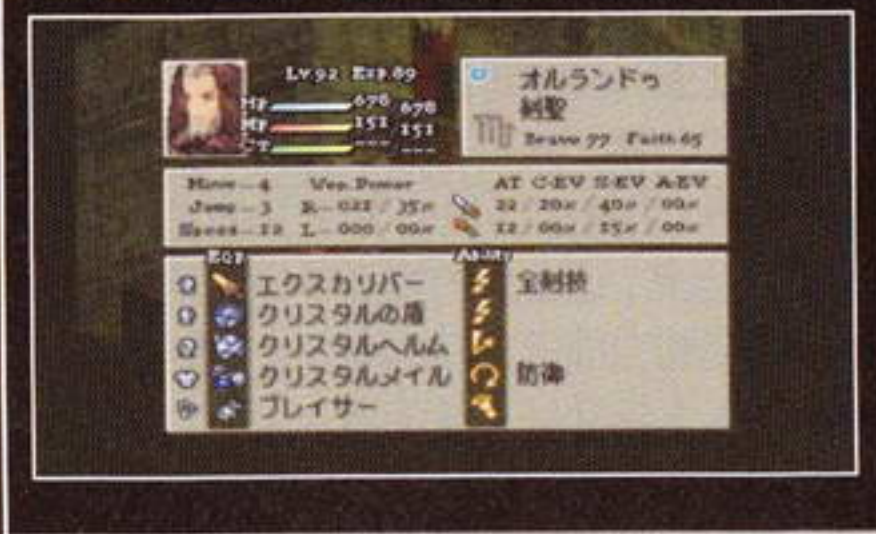 Lv.92 Exp.89
Hp 678 678
Mp 151 151
CT --- ---
オルランドゥ
剣聖
Brave 77 Faith 65
Move 4 Wep.Power AT C-EV S-EV A-EV
Jump 3 R 021 / 35% 22 / 20% / 40% / 00%
Speed 12 L 000 / 00% 12 / 00% / 15% / 00%
Eqp. Ability
エクスカリバー 全剣技
クリスタルの盾
クリスタルヘルム
クリスタルメイル 防御
ブレイサー